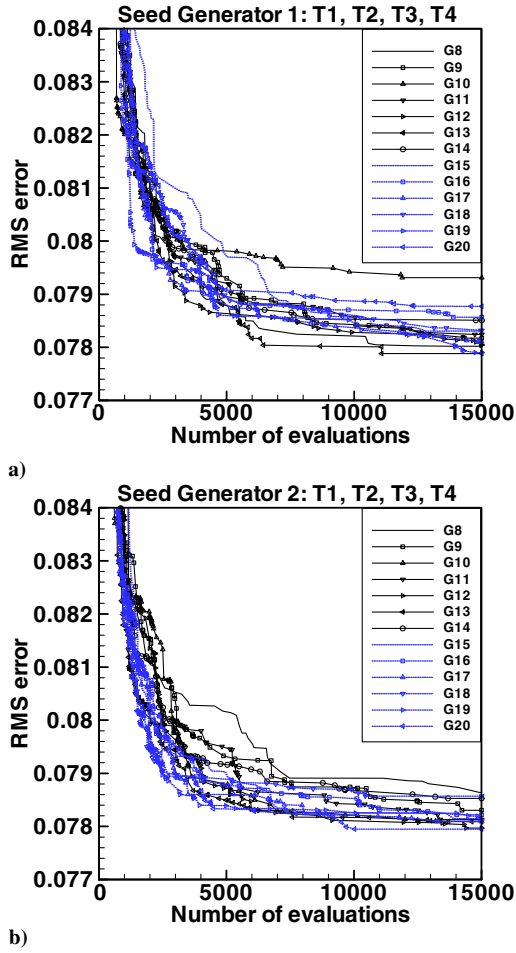 Seed Generator 1: T1, T2, T3, T4
0.084
0.083
0.082
0.081
0.08
0.079
0.078
0.077
RMS error
G8
G9
G10
G11
G12
G13
G14
G15
G16
G17
G18
G19
G20
0 5000 10000 15000
Number of evaluations
a)
Seed Generator 2: T1, T2, T3, T4
0.084
0.083
0.082
0.081
0.08
0.079
0.078
0.077
RMS error
G8
G9
G10
G11
G12
G13
G14
G15
G16
G17
G18
G19
G20
0 5000 10000 15000
Number of evaluations
b)